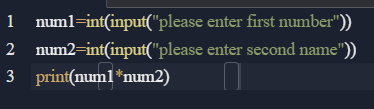 1 num1=int(input("please enter first number"))
2 num2=int(input("please enter second name"))
3 print(num1*num2)